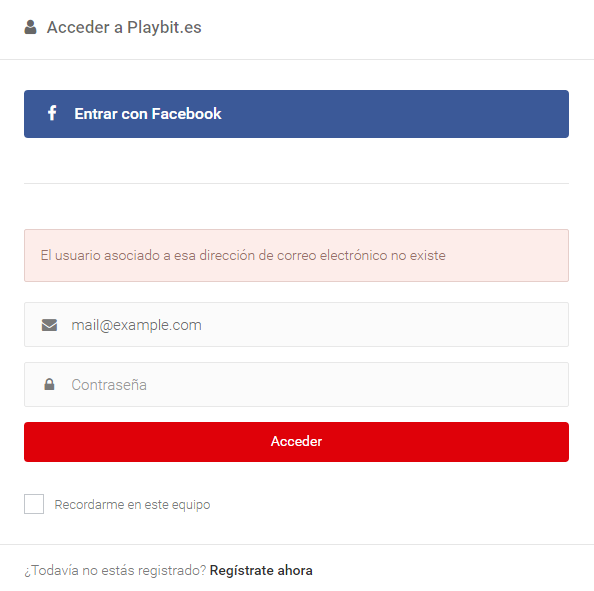 Acceder a Playbit.es
Entrar con Facebook
El usuario asociado a esa dirección de correo electrónico no existe
mail@example.com
Contraseña
Acceder
Recordarme en este equipo
¿Todavía no estás registrado? Regístrate ahora